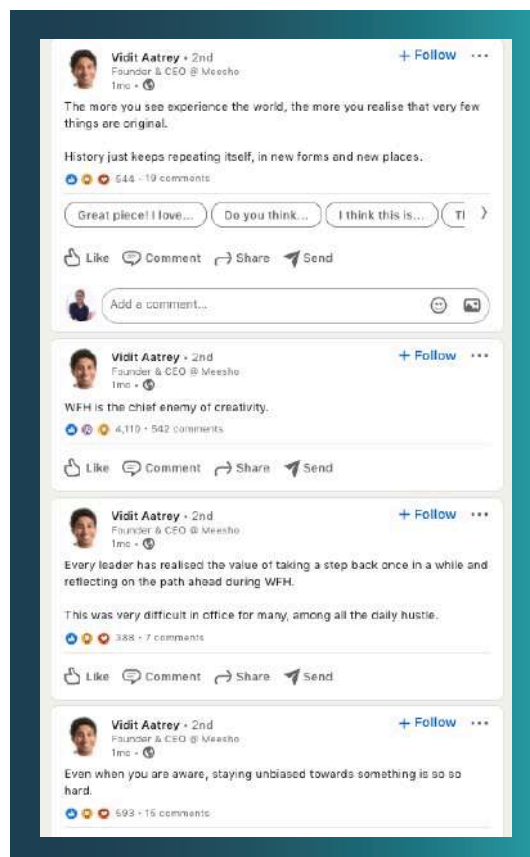 Vidit Aatrey • 2nd
+ Follow ...
Founder & CEO @ Meesho
1mo •
The more you see experience the world, the more you realise that very few
things are original.
History just keeps repeating itself, in new forms and new places.
544 • 19 comments
Great piece! I love...
Do you think...
I think this is...
Tl
Like Comment Share Send
Add a comment...
Vidit Aatrey • 2nd
+ Follow ...
Founder & CEO @ Meesho
1mo •
WFH is the chief enemy of creativity.
4,110 • 542 comments
Like Comment Share Send
Vidit Aatrey • 2nd
+ Follow ...
Founder & CEO @ Meesho
1mo •
Every leader has realised the value of taking a step back once in a while and
reflecting on the path ahead during WFH.
This was very difficult in office for many, among all the daily hustle.
388 • 7 comments
Like Comment Share Send
Vidit Aatrey • 2nd
+ Follow ...
Founder & CEO @ Meesho
1mo •
Even when you are aware, staying unbiased towards something is so so
hard.
593 • 15 comments